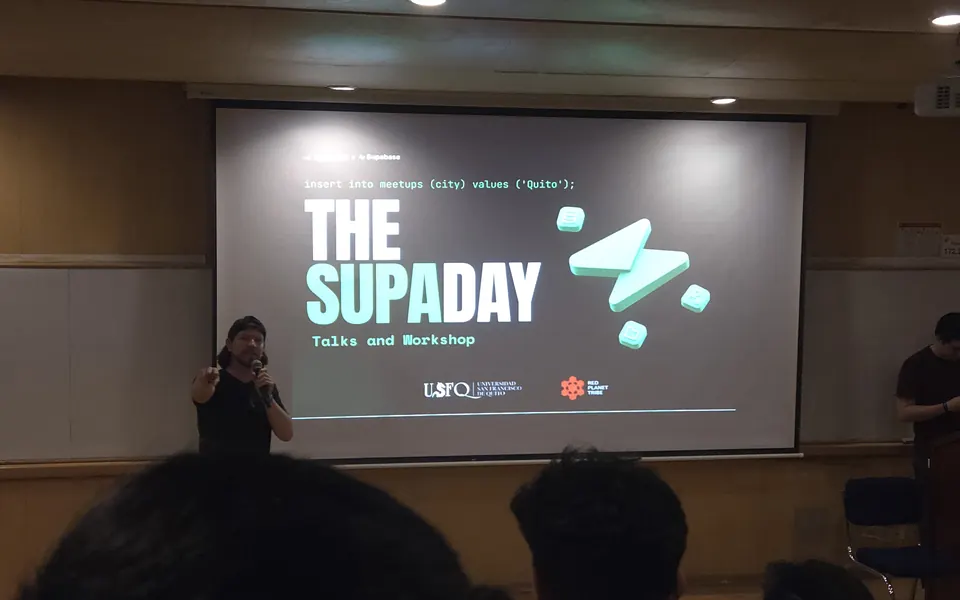 Supabase
insert into meetups (city) values ('Quito');
THE
SUPADAY
Talks and Workshop
USFQ
UNIVERSIDAD
SAN FRANCISCO
DE QUITO
RED
PLANET
TRIBE